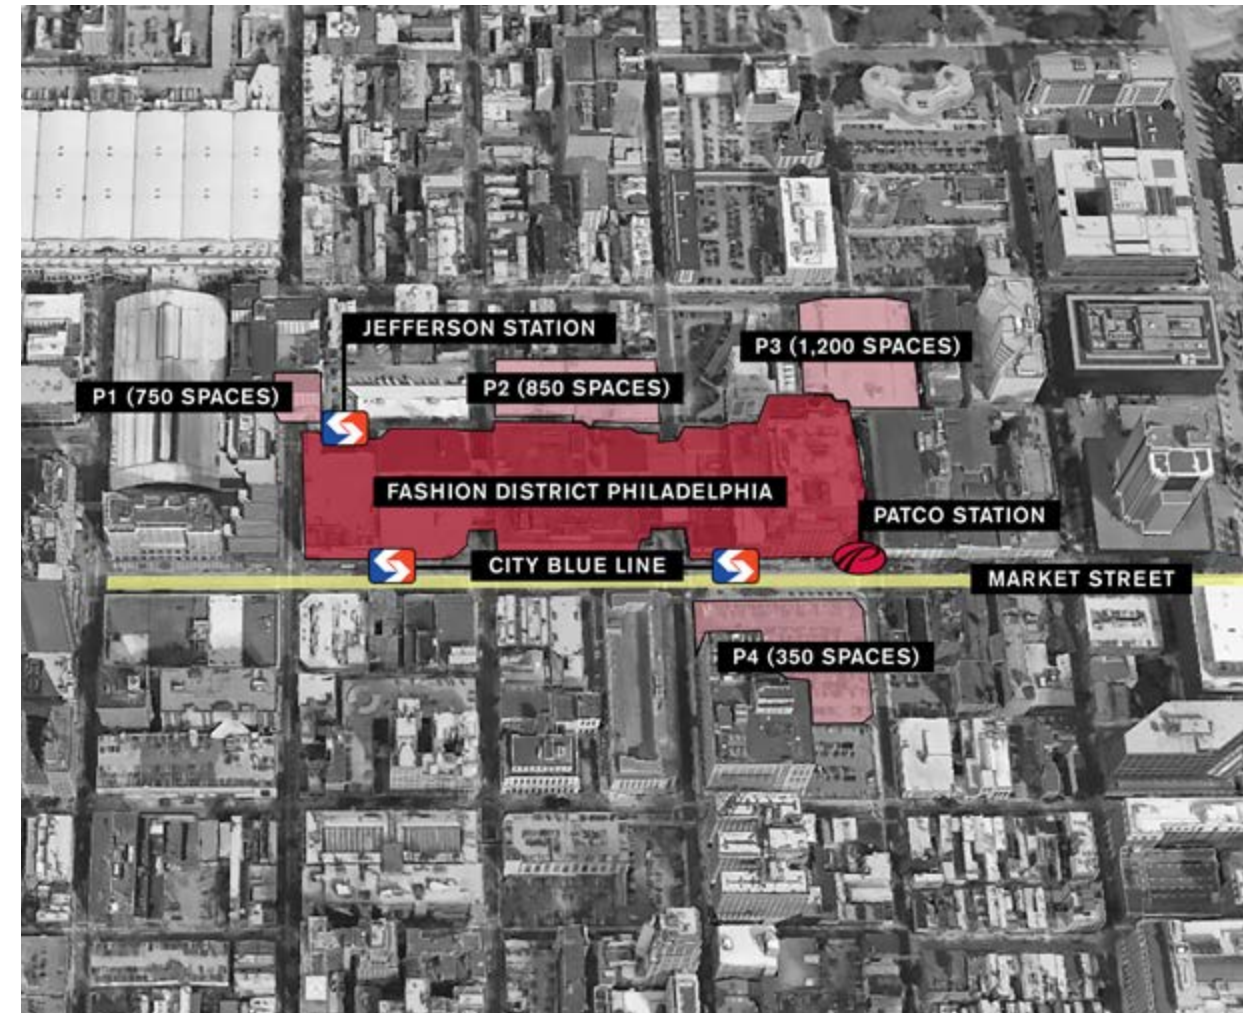 JEFFERSON STATION
P3 (1,200 SPACES)
P1 (750 SPACES)
P2 (850 SPACES)
FASHION DISTRICT PHILADELPHIA
PATCO STATION
CITY BLUE LINE
MARKET STREET
P4 (350 SPACES)